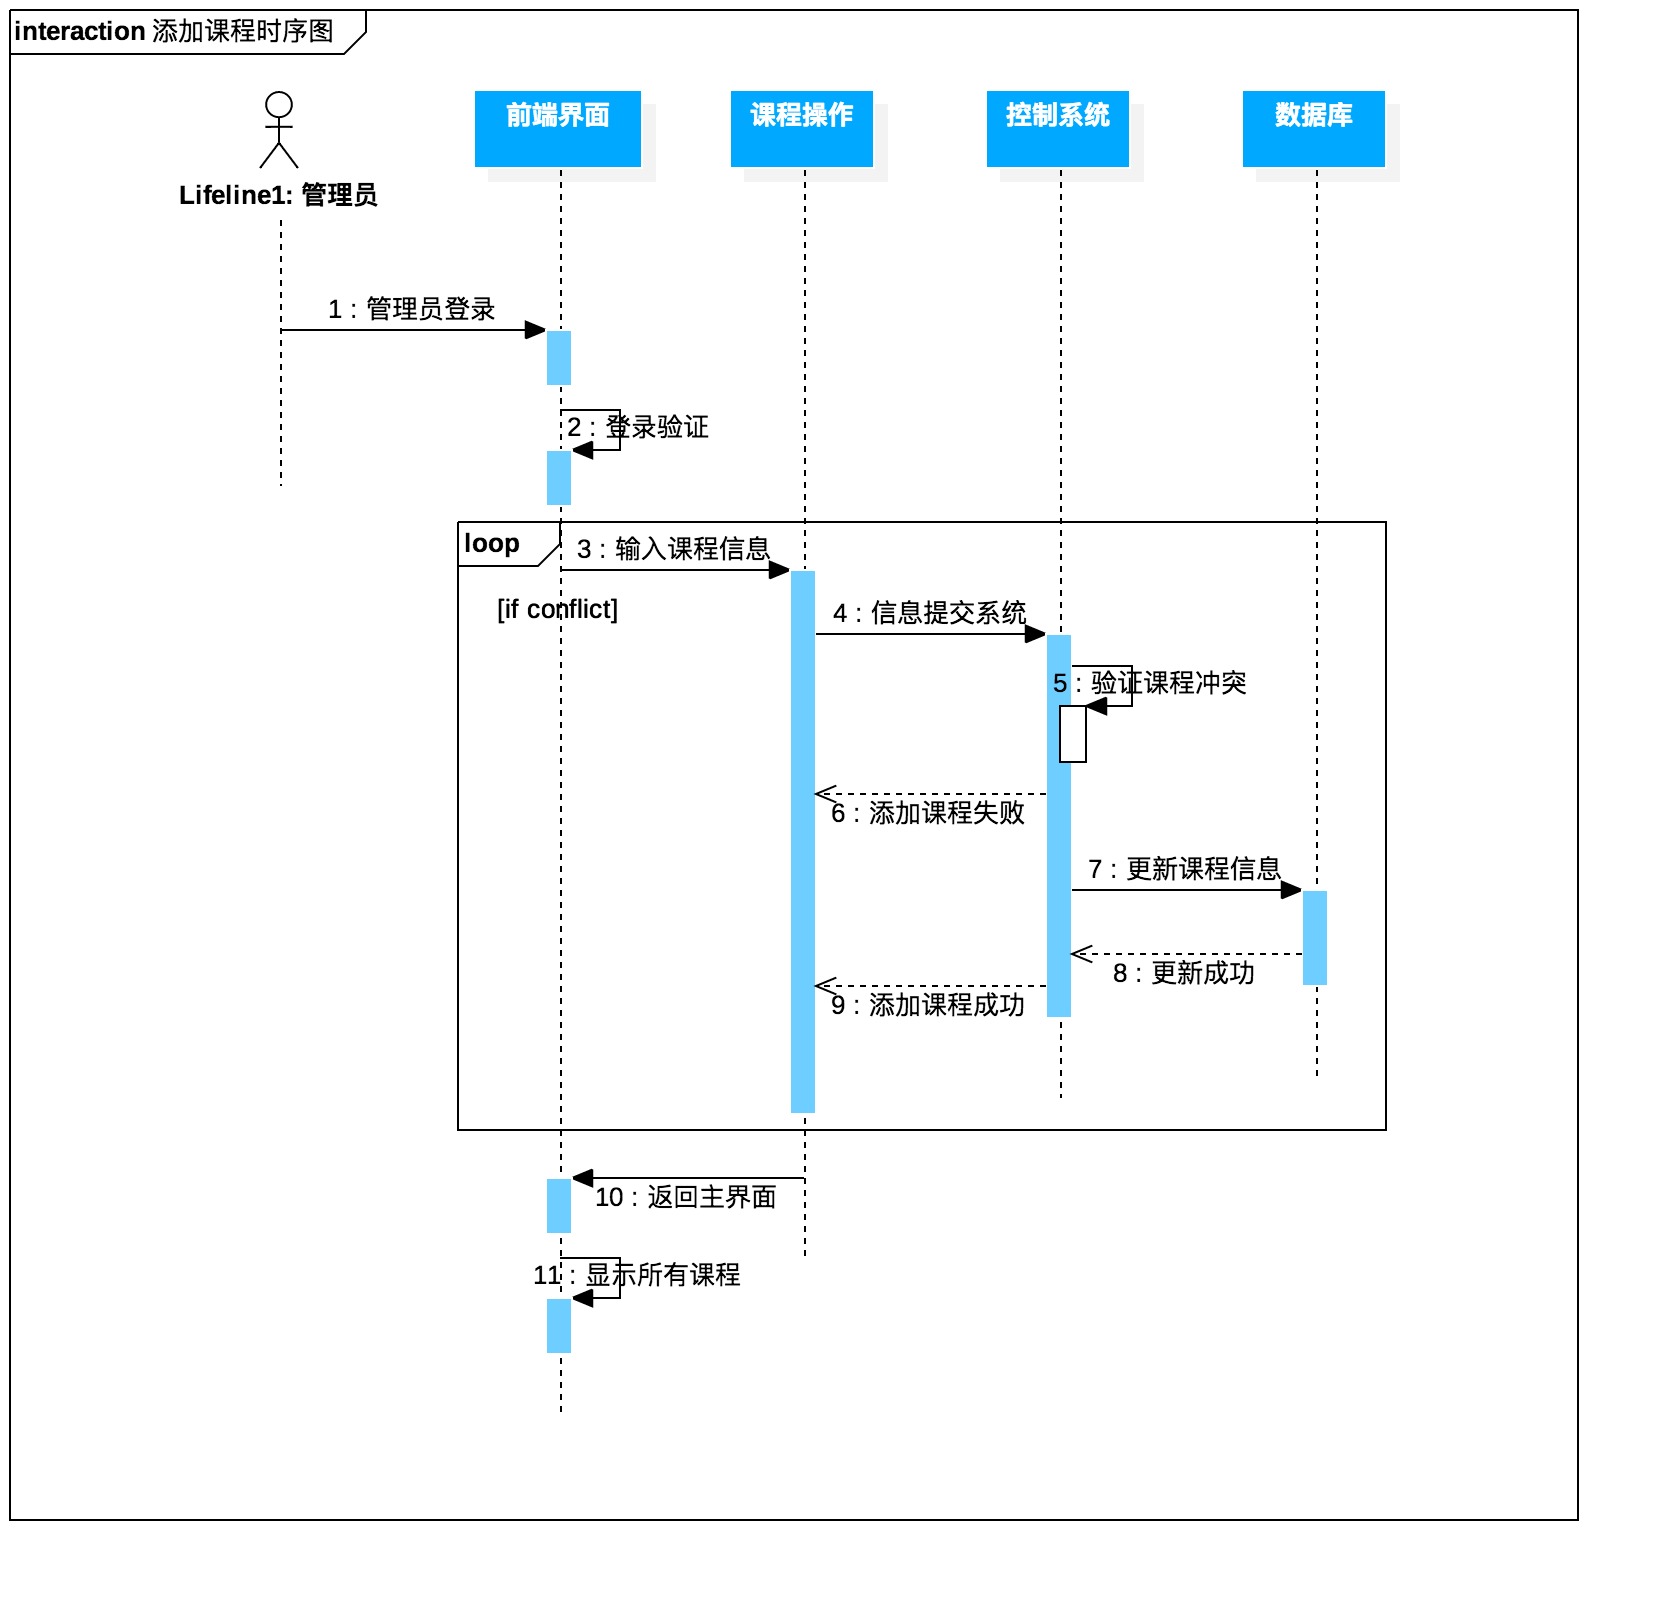 interaction 添加课程时序图
前端界面
课程操作
控制系统
数据库
Lifeline1: 管理员
1 : 管理员登录
2 : 登录验证
loop
3 : 输入课程信息
[if conflict]
4 : 信息提交系统
5 : 验证课程冲突
6 : 添加课程失败
7 : 更新课程信息
8 : 更新成功
9 : 添加课程成功
10 : 返回主界面
11 : 显示所有课程